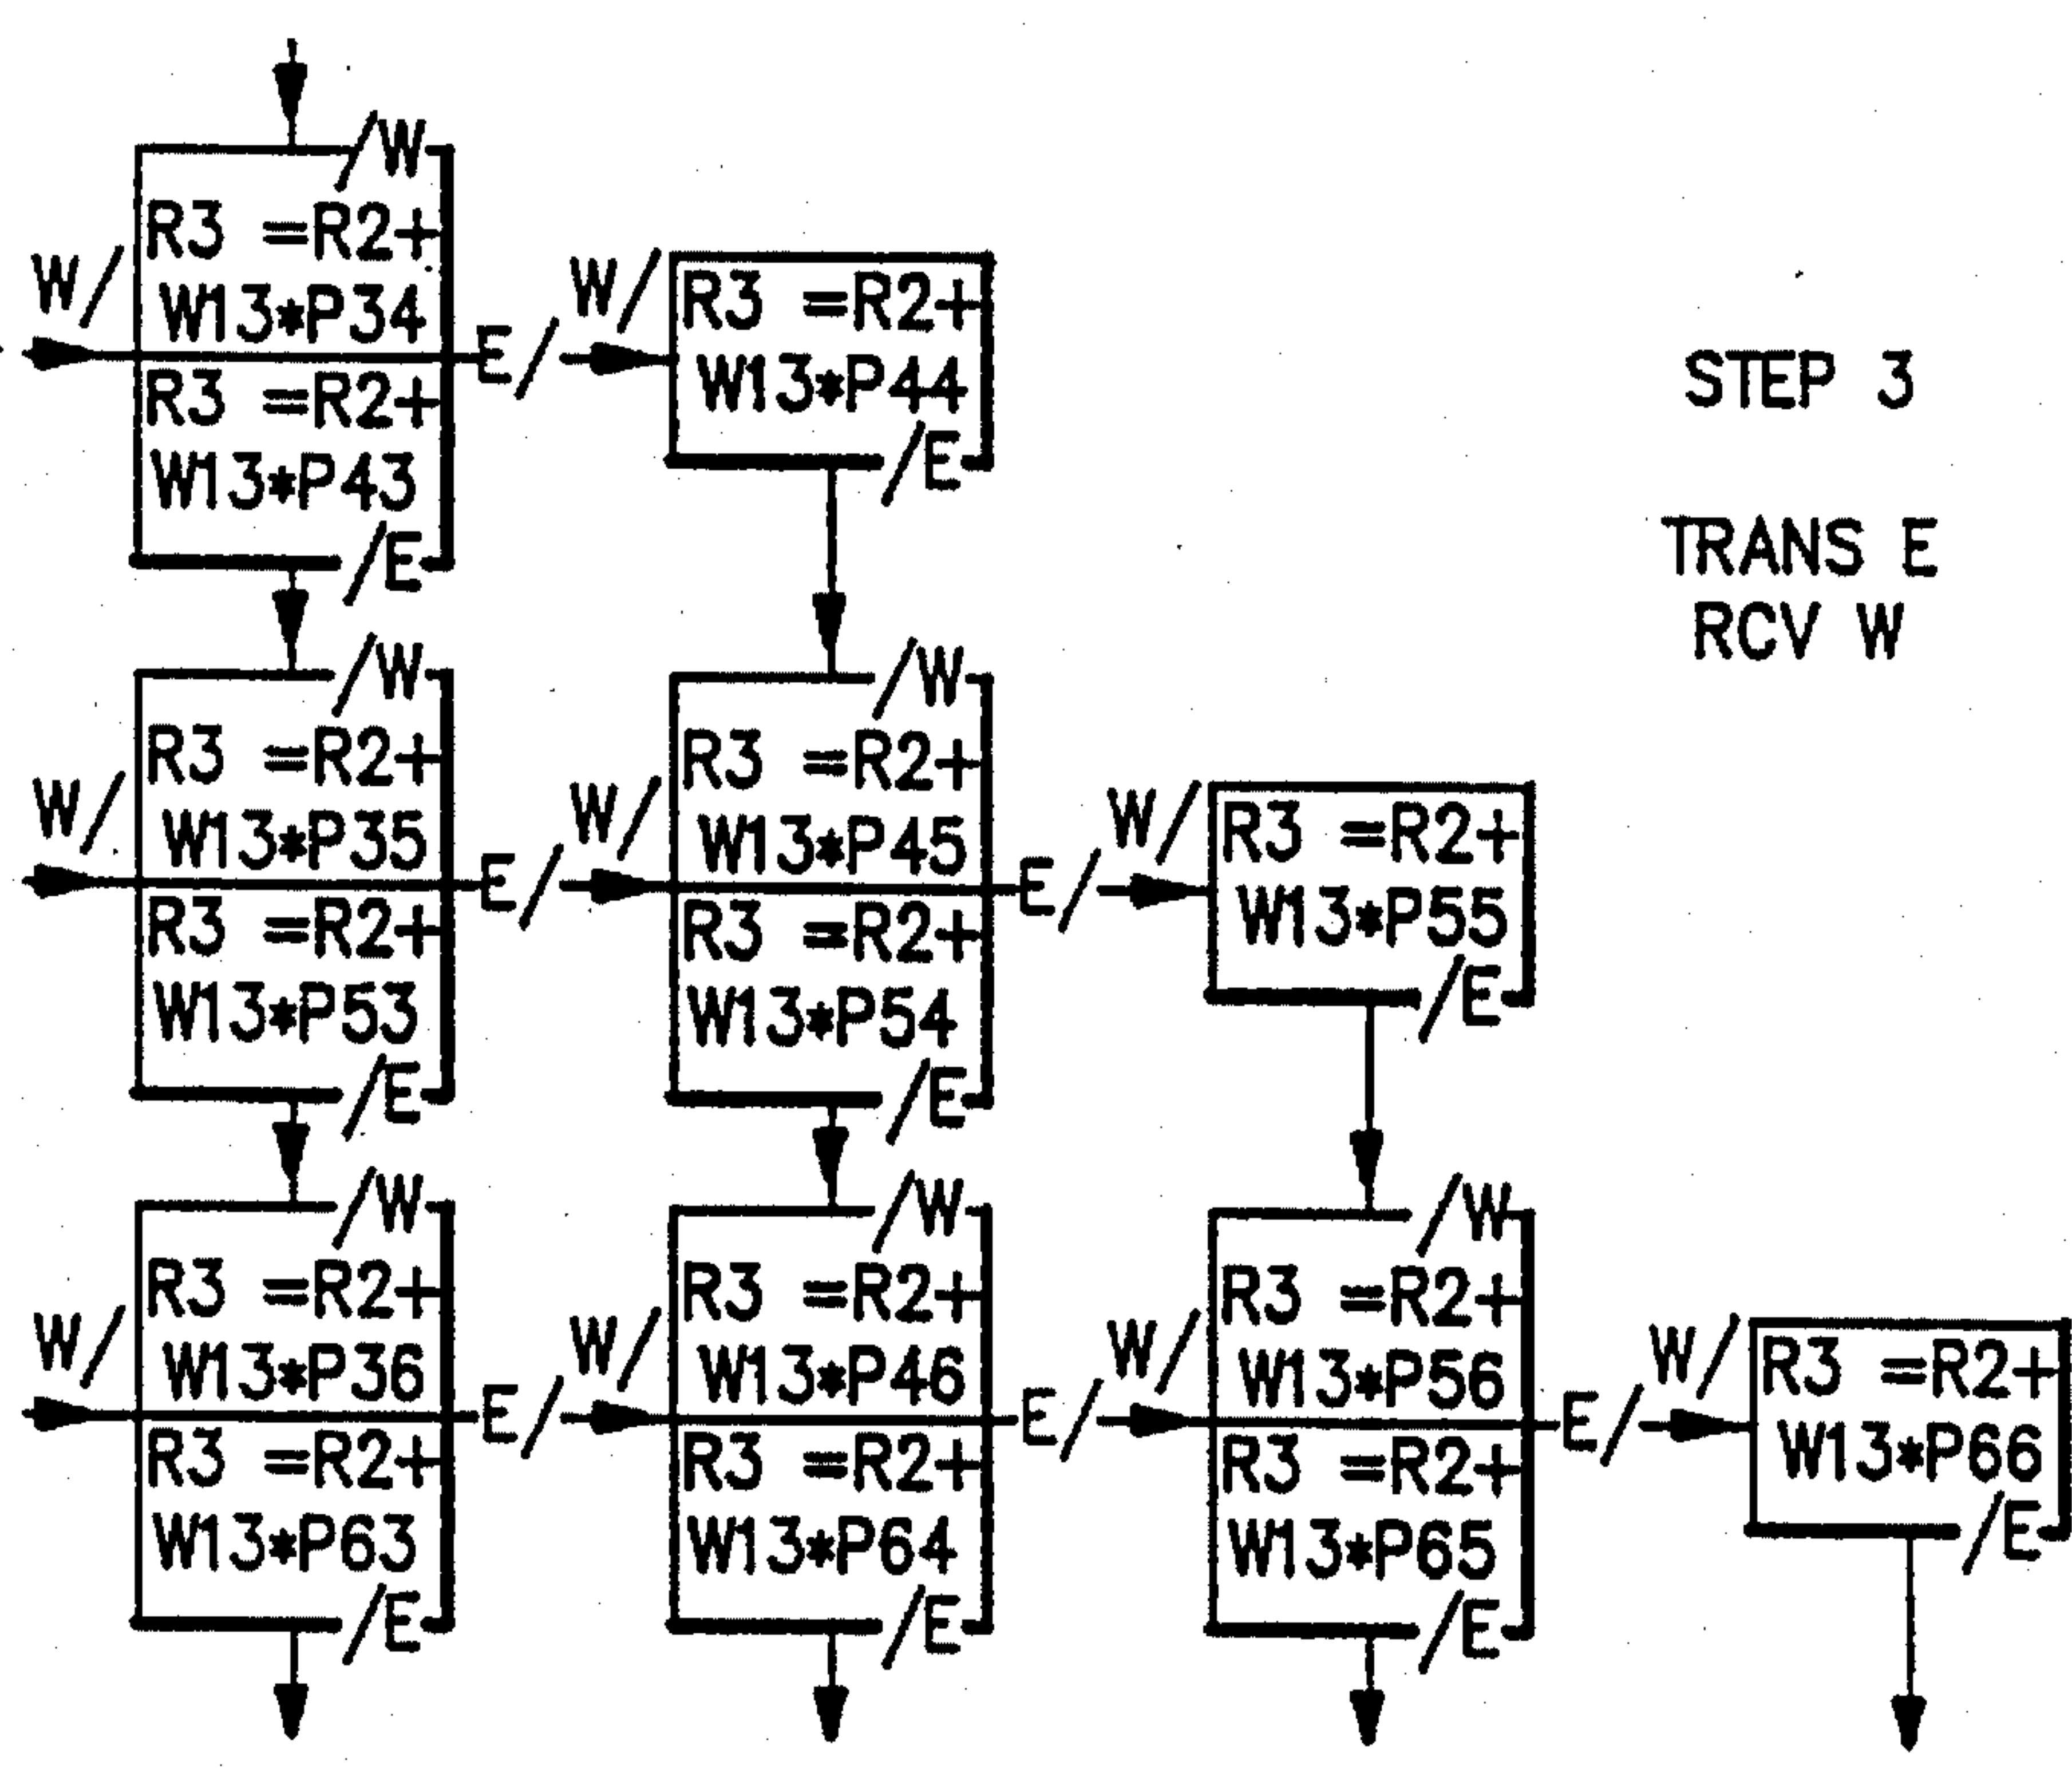 /W
R3 =R2+
W13*P34
W/
R3 =R2+
W13*P43
/E
E/
W/
R3 =R2+
W13*P44
/E
STEP 3
TRANS E
RCV W
/W
R3 =R2+
W13*P35
W/
R3 =R2+
W13*P53
/E
E/
/W
R3 =R2+
W13*P45
W/
R3 =R2+
W13*P54
/E
E/
W/
R3 =R2+
W13*P55
/E
/W
R3 =R2+
W13*P36
W/
R3 =R2+
W13*P63
/E
E/
/W
R3 =R2+
W13*P46
W/
R3 =R2+
W13*P64
/E
E/
/W
R3 =R2+
W13*P56
W/
R3 =R2+
W13*P65
/E
E/
W/
R3 =R2+
W13*P66
/E